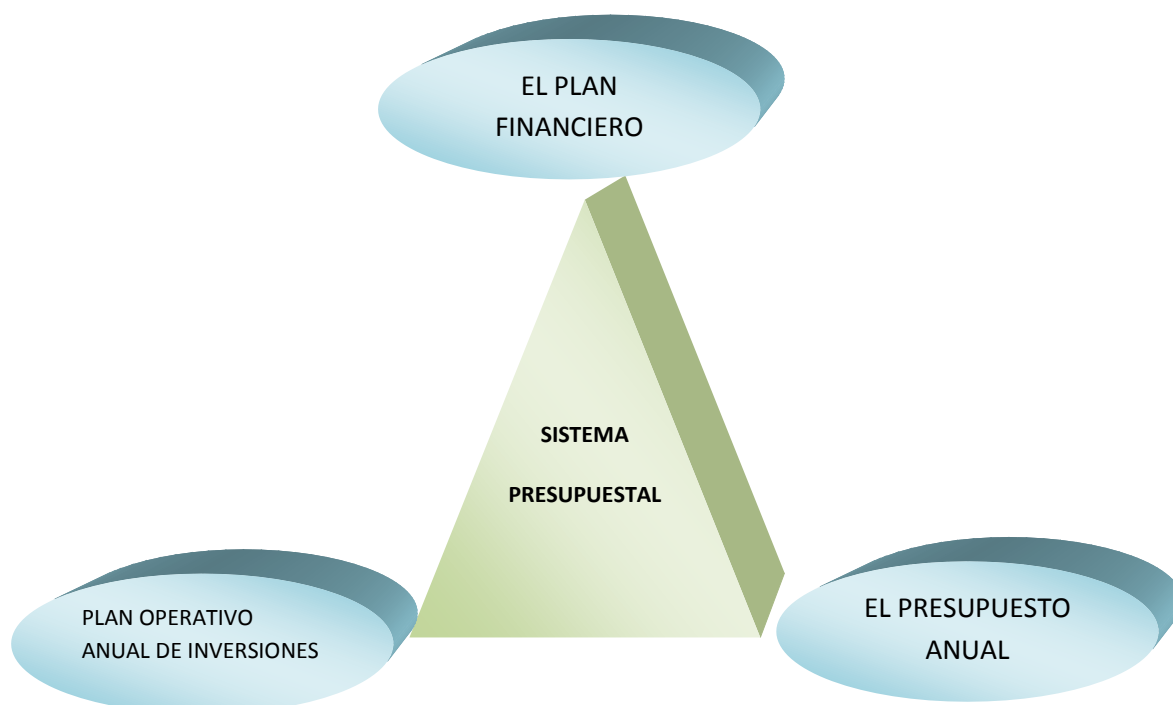 EL PLAN
FINANCIERO
SISTEMA
PRESUPUESTAL
PLAN OPERATIVO
ANUAL DE INVERSIONES
EL PRESUPUESTO
ANUAL